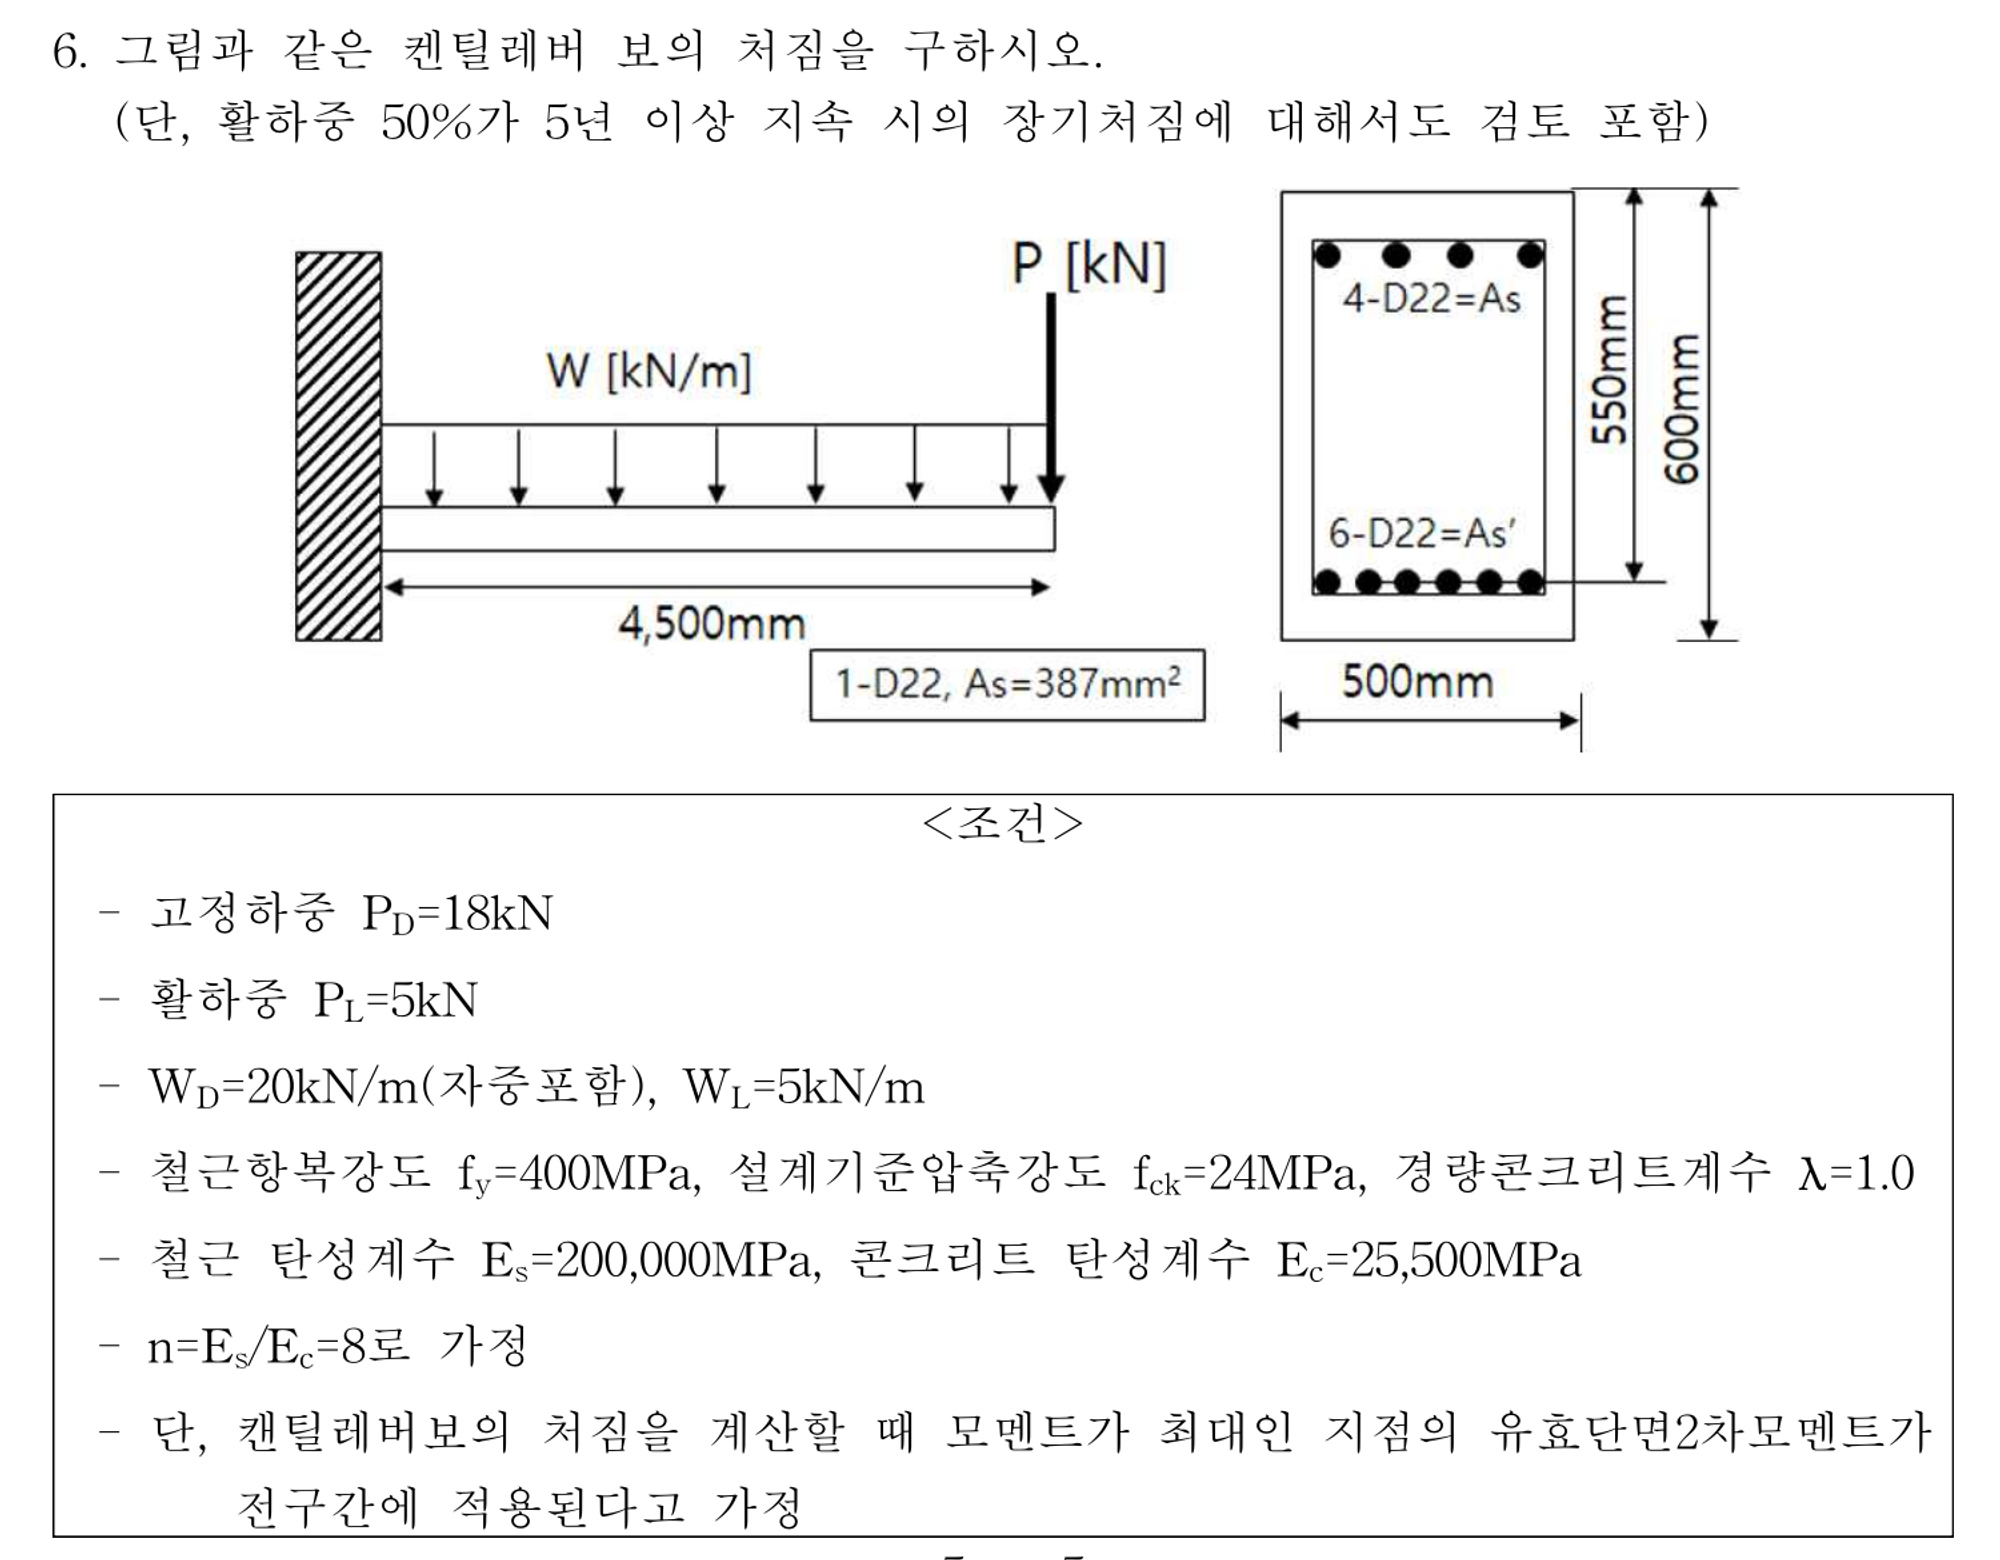 6. 그림과 같은 켄틸레버 보의 처짐을 구하시오.
(단, 활하중 50%가 5년 이상 지속 시의 장기처짐에 대해서도 검토 포함)
P [kN]
W [kN/m]
4,500mm
1-D22, As=387mm²
4-D22=As
6-D22=As′
550mm
600mm
500mm
<조건>
- 고정하중 P_D=18kN
- 활하중 P_L=5kN
- W_D=20kN/m(자중포함), W_L=5kN/m
- 철근항복강도 f_y=400MPa, 설계기준압축강도 f_ck=24MPa, 경량콘크리트계수 λ=1.0
- 철근 탄성계수 E_s=200,000MPa, 콘크리트 탄성계수 E_c=25,500MPa
- n=E_s/E_c=8로 가정
- 단, 캔틸레버보의 처짐을 계산할 때 모멘트가 최대인 지점의 유효단면2차모멘트가
전구간에 적용된다고 가정